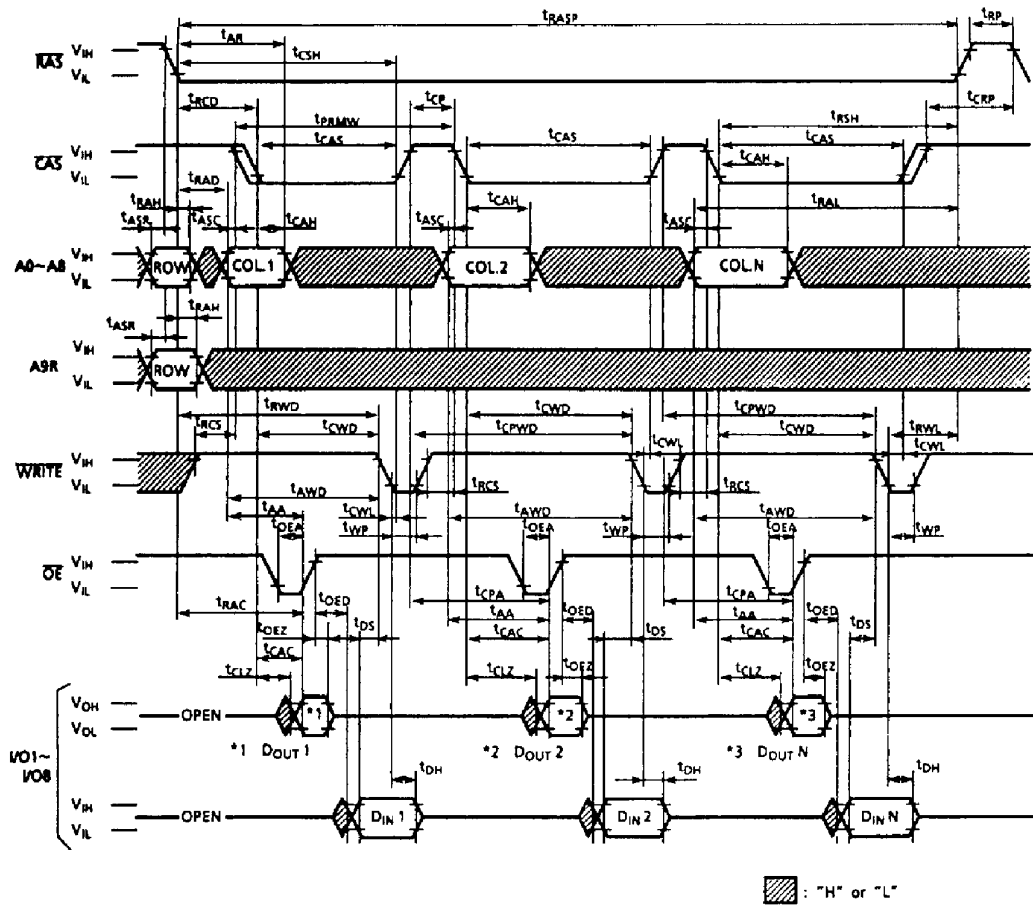 tRASP
tRP
tAR
tCSH
RAS
VIH
VIL
tRCD
tCP
tCRP
tPRMW
tRSH
tCAS
tCAS
tCAS
CAS
VIH
VIL
tRAD
tCAH
tRAH
tCAH
tRAL
tASR
tASC
tCAH
tASC
tASC
A0~A8
VIH
VIL
ROW
COL.1
COL.2
COL.N
tRAH
tASR
A9R
VIH
VIL
ROW
tRWD
tCWD
tCPWD
tRCS
tCWD
tCPWD
tCWL
tCWD
tRWL
tCWL
WRITE
VIH
VIL
tRCS
tRCS
tAWD
tCWL
tAWD
tAWD
tAA
tWP
tOEA
tWP
tOEA
tWP
tOEA
OE
VIH
VIL
tRAC
tOED
tCPA
tCPA
tAA
tOED
tAA
tOED
tOEZ
tDS
tCAC
tDS
tCAC
tDS
tCAC
tCLZ
tCLZ
tOEZ
tCLZ
tOEZ
VOH
VOL
OPEN
*1
*2
*3
*1 DOUT 1
*2 DOUT 2
*3 DOUT N
I/O1~
I/O8
tDH
tDH
tDH
VIH
VIL
OPEN
DIN 1
DIN 2
DIN N
: "H" or "L"